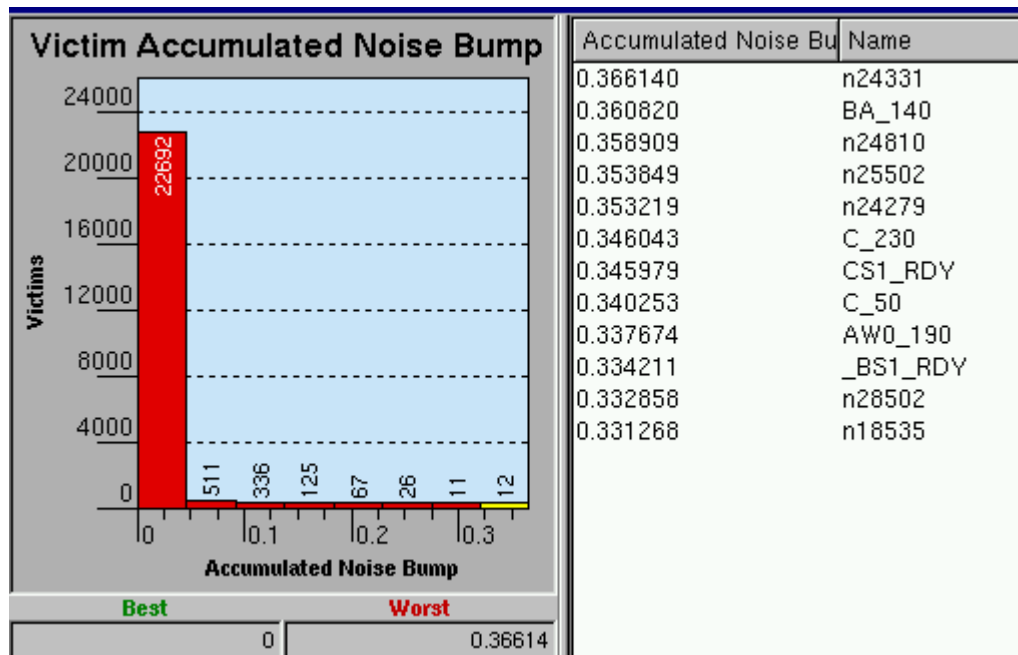 Victim Accumulated Noise Bump
24000
20000
16000
12000
8000
4000
0
Victims
22692
511
336
125
67
26
11
12
0
0.1
0.2
0.3
Accumulated Noise Bump
Best
Worst
0
0.36614
Accumulated Noise Bu Name
0.366140 n24331
0.360820 BA_140
0.358909 n24810
0.353849 n25502
0.353219 n24279
0.346043 C_230
0.345979 CS1_RDY
0.340253 C_50
0.337674 AW0_190
0.334211 _BS1_RDY
0.332858 n28502
0.331268 n18535